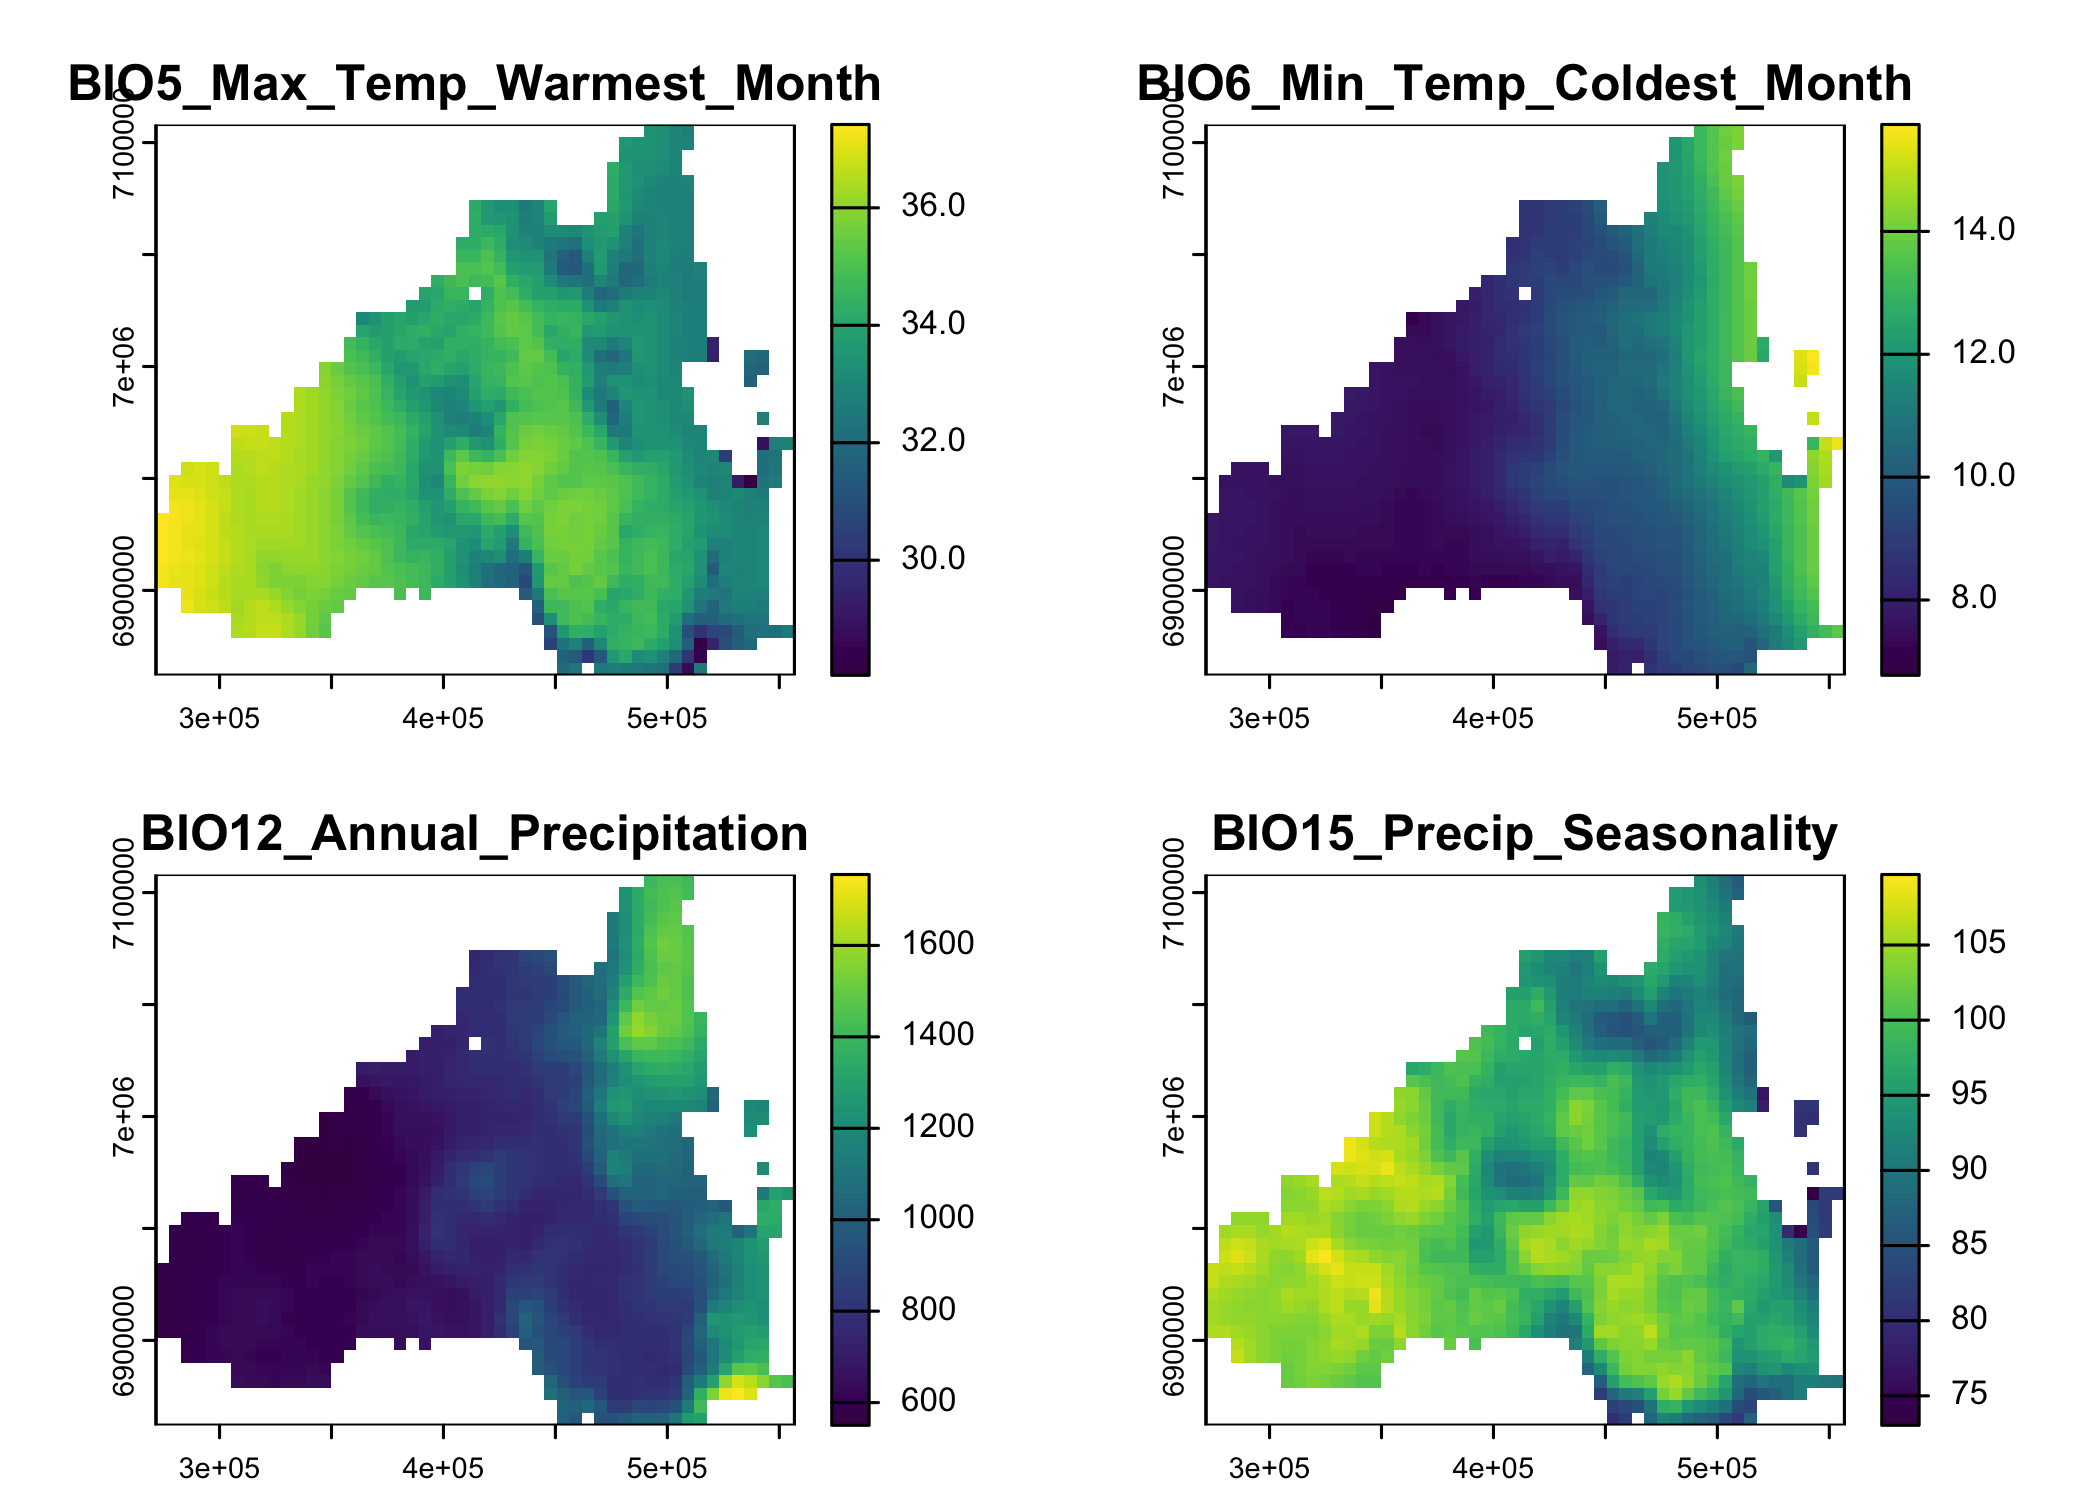 BIO5_Max_Temp_Warmest_Month
7100000
7e+06
6900000
3e+05 4e+05 5e+05
36.0
34.0
32.0
30.0
BIO6_Min_Temp_Coldest_Month
7100000
7e+06
6900000
3e+05 4e+05 5e+05
14.0
12.0
10.0
8.0
BIO12_Annual_Precipitation
7100000
7e+06
6900000
3e+05 4e+05 5e+05
1600
1400
1200
1000
800
600
BIO15_Precip_Seasonality
7100000
7e+06
6900000
3e+05 4e+05 5e+05
105
100
95
90
85
80
75